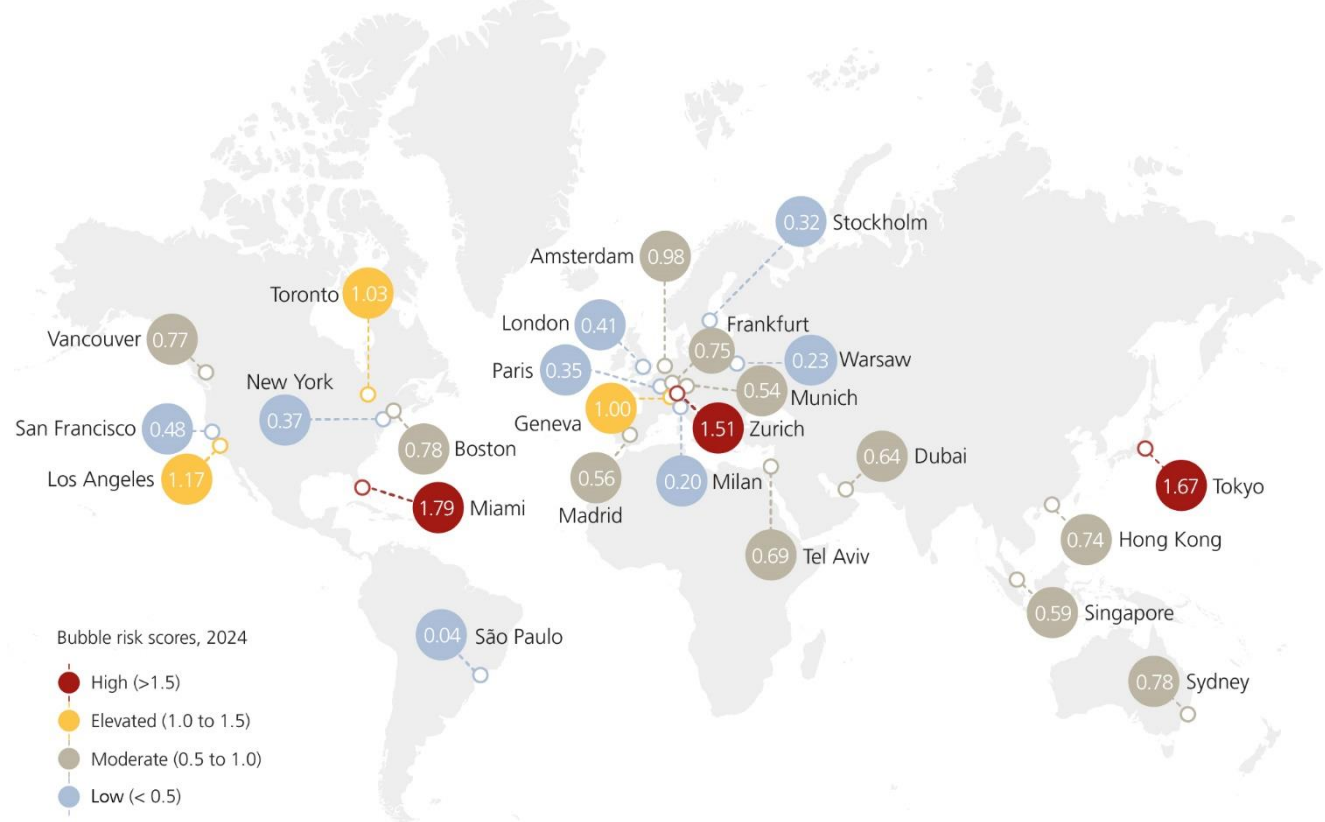 0.32 Stockholm
Amsterdam 0.98
Toronto 1.03
London 0.41
Frankfurt
0.75
Vancouver 0.77
Paris 0.35
0.23 Warsaw
New York
0.37
0.54 Munich
Geneva 1.00
San Francisco 0.48
1.51 Zurich
0.78 Boston
0.64 Dubai
Los Angeles 1.17
0.56
Madrid
0.20 Milan
1.67 Tokyo
1.79 Miami
0.74 Hong Kong
0.69 Tel Aviv
0.59 Singapore
0.04 São Paulo
0.78 Sydney
Bubble risk scores, 2024
High (>1.5)
Elevated (1.0 to 1.5)
Moderate (0.5 to 1.0)
Low (< 0.5)